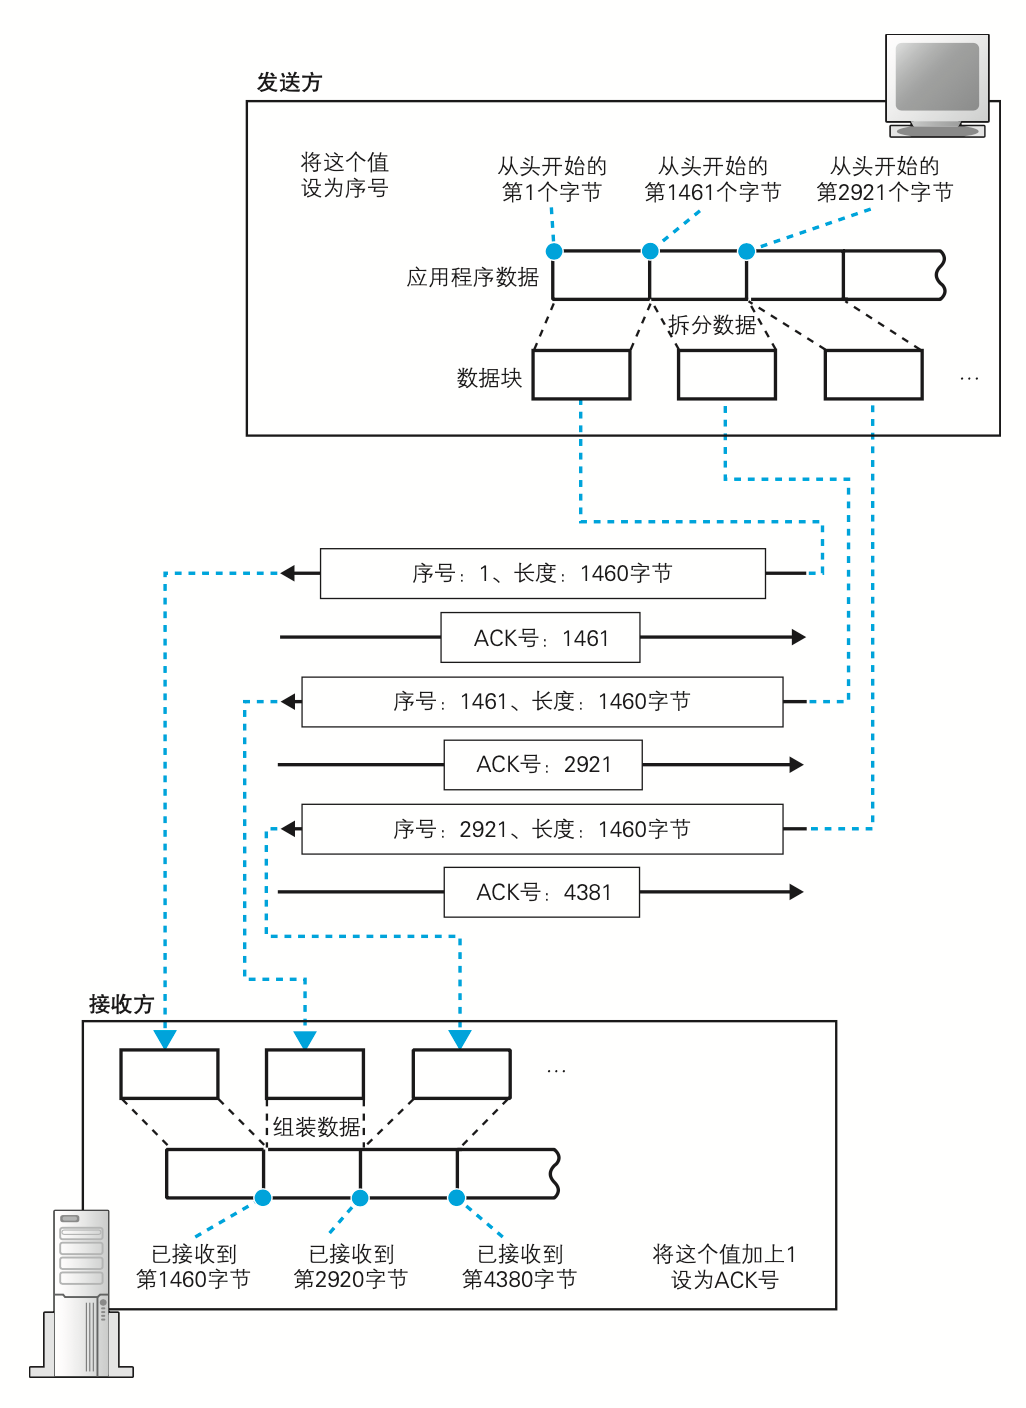 发送方
将这个值
设为序号
从头开始的
第1个字节
从头开始的
第1461个字节
从头开始的
第2921个字节
应用程序数据
拆分数据
数据块
…
序号：1、长度：1460字节
ACK号：1461
序号：1461、长度：1460字节
ACK号：2921
序号：2921、长度：1460字节
ACK号：4381
接收方
…
组装数据
已接收到
第1460字节
已接收到
第2920字节
已接收到
第4380字节
将这个值加上1
设为ACK号